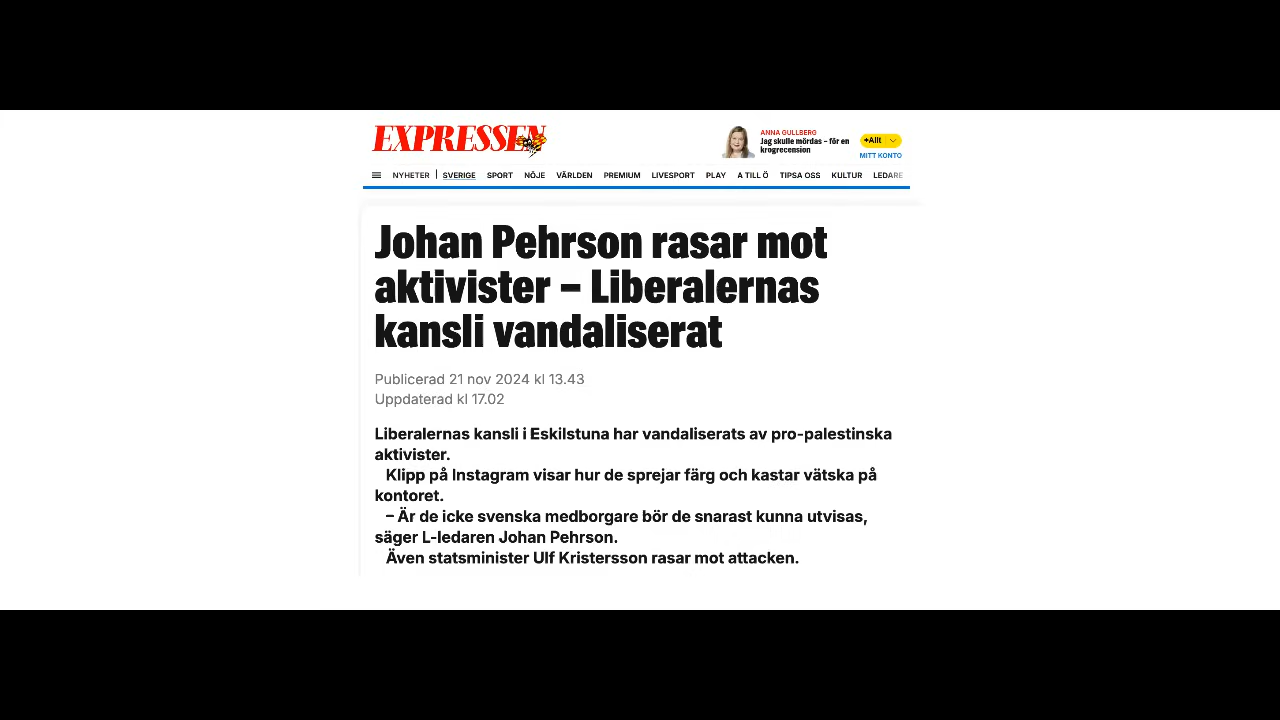 EXPRESSEN
ANNA GULLBERG
Jag skulle mördas – för en
krogrecension
+Allt
MITT KONTO
NYHETER | SVERIGE SPORT NÖJE VÄRLDEN PREMIUM LIVESPORT PLAY A TILL Ö TIPSA OSS KULTUR LEDARE
Johan Pehrson rasar mot
aktivister – Liberalernas
kansli vandaliserat
Publicerad 21 nov 2024 kl 13.43
Uppdaterad kl 17.02
Liberalernas kansli i Eskilstuna har vandaliserats av pro-palestinska
aktivister.
Klipp på Instagram visar hur de sprejar färg och kastar vätska på
kontoret.
– Är de icke svenska medborgare bör de snarast kunna utvisas,
säger L-ledaren Johan Pehrson.
Även statsminister Ulf Kristersson rasar mot attacken.